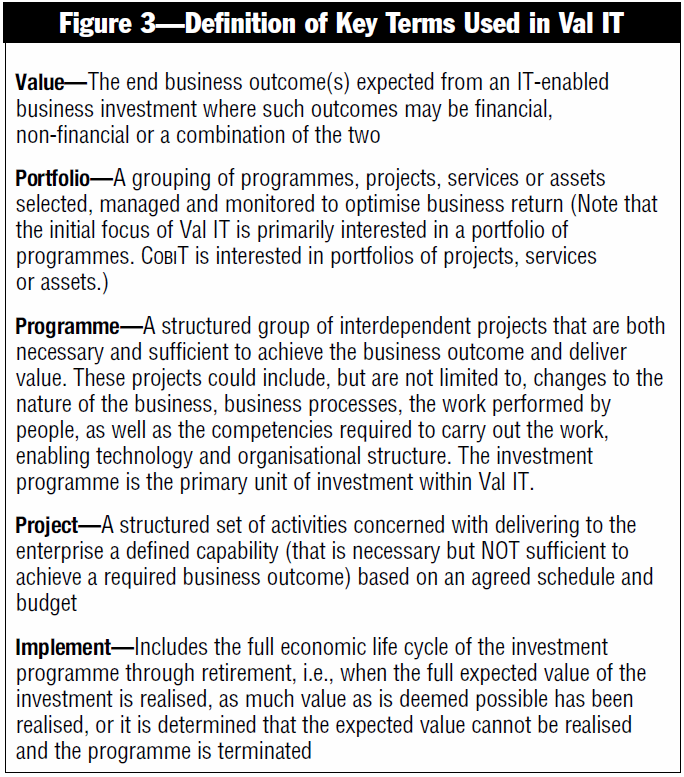 Figure 3—Definition of Key Terms Used in Val IT
Value—The end business outcome(s) expected from an IT-enabled
business investment where such outcomes may be financial,
non-financial or a combination of the two
Portfolio—A grouping of programmes, projects, services or assets
selected, managed and monitored to optimise business return (Note that
the initial focus of Val IT is primarily interested in a portfolio of
programmes. COBIT is interested in portfolios of projects, services
or assets.)
Programme—A structured group of interdependent projects that are both
necessary and sufficient to achieve the business outcome and deliver
value. These projects could include, but are not limited to, changes to the
nature of the business, business processes, the work performed by
people, as well as the competencies required to carry out the work,
enabling technology and organisational structure. The investment
programme is the primary unit of investment within Val IT.
Project—A structured set of activities concerned with delivering to the
enterprise a defined capability (that is necessary but NOT sufficient to
achieve a required business outcome) based on an agreed schedule and
budget
Implement—Includes the full economic life cycle of the investment
programme through retirement, i.e., when the full expected value of the
investment is realised, as much value as is deemed possible has been
realised, or it is determined that the expected value cannot be realised
and the programme is terminated